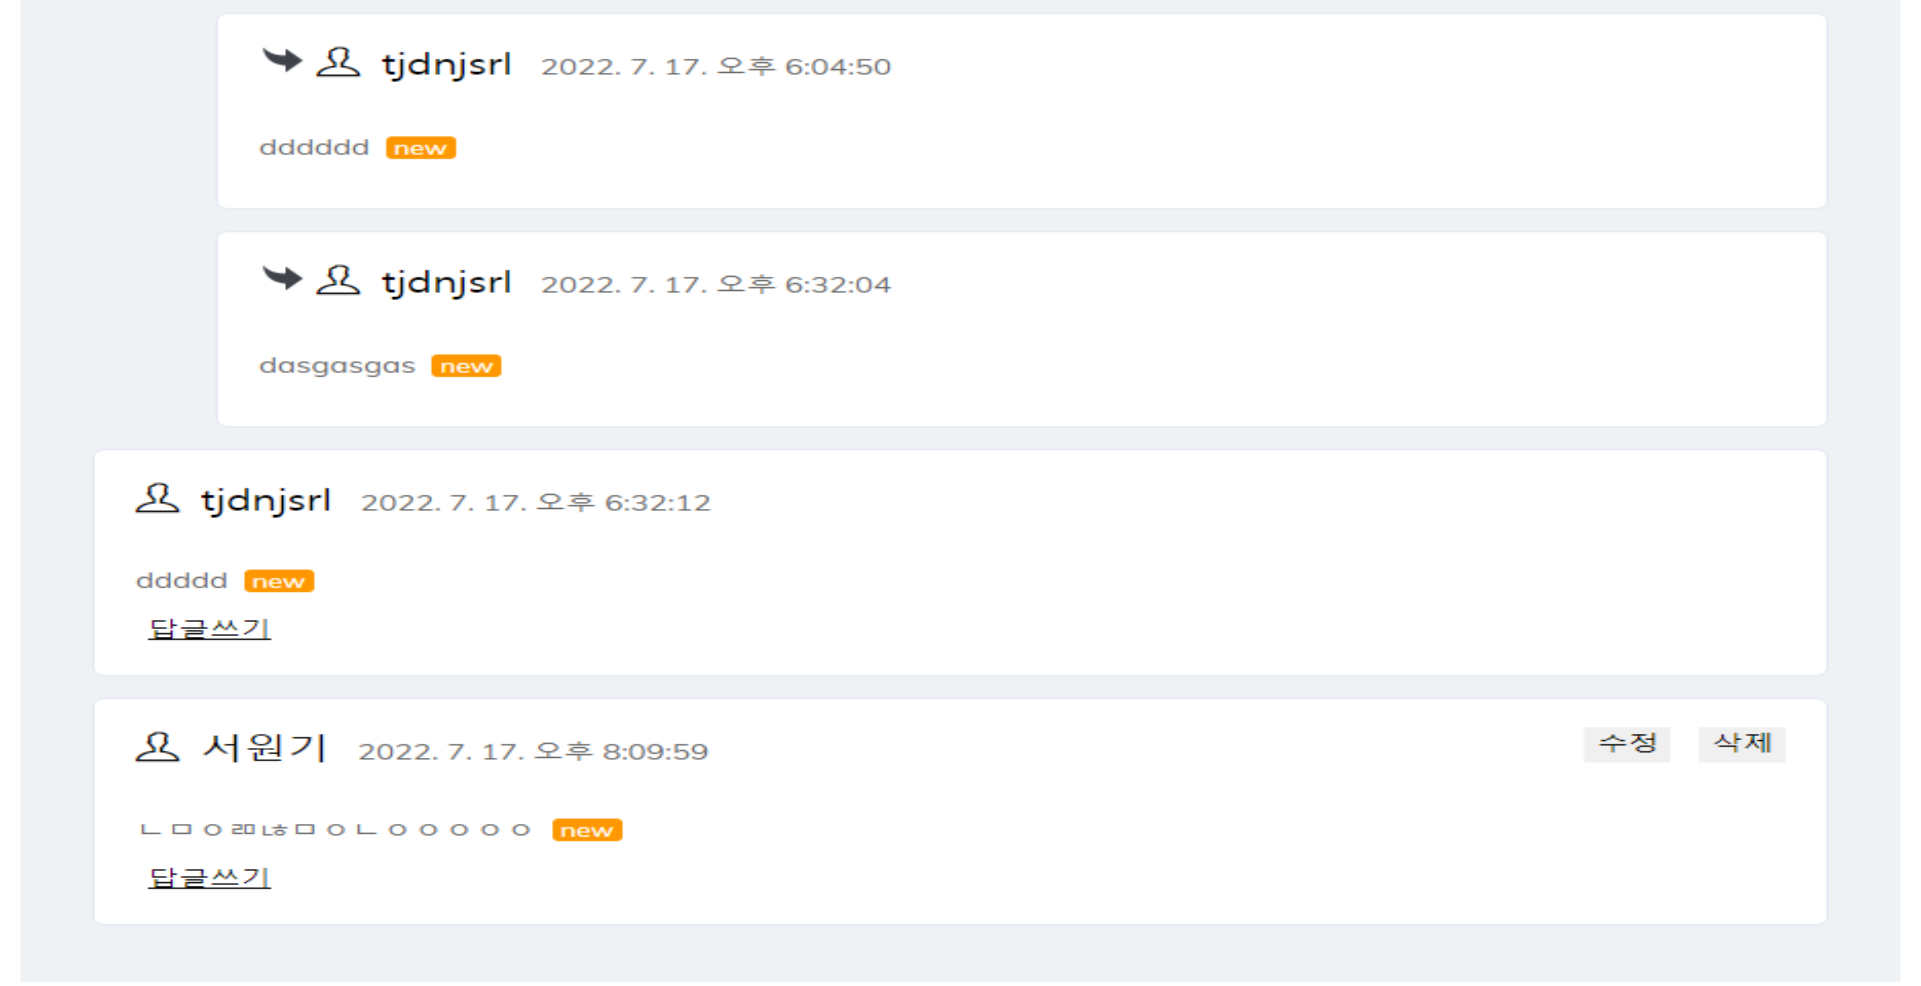 tjdnjsrl 2022. 7. 17. 오후 6:04:50
dddddd new
tjdnjsrl 2022. 7. 17. 오후 6:32:04
dasgasgas new
tjdnjsrl 2022. 7. 17. 오후 6:32:12
ddddd new
답글쓰기
서원기 2022. 7. 17. 오후 8:09:59 수정 삭제
ㄴㅁㅇㄻㄶㅁㅇㄴㅇㅇㅇㅇㅇ new
답글쓰기